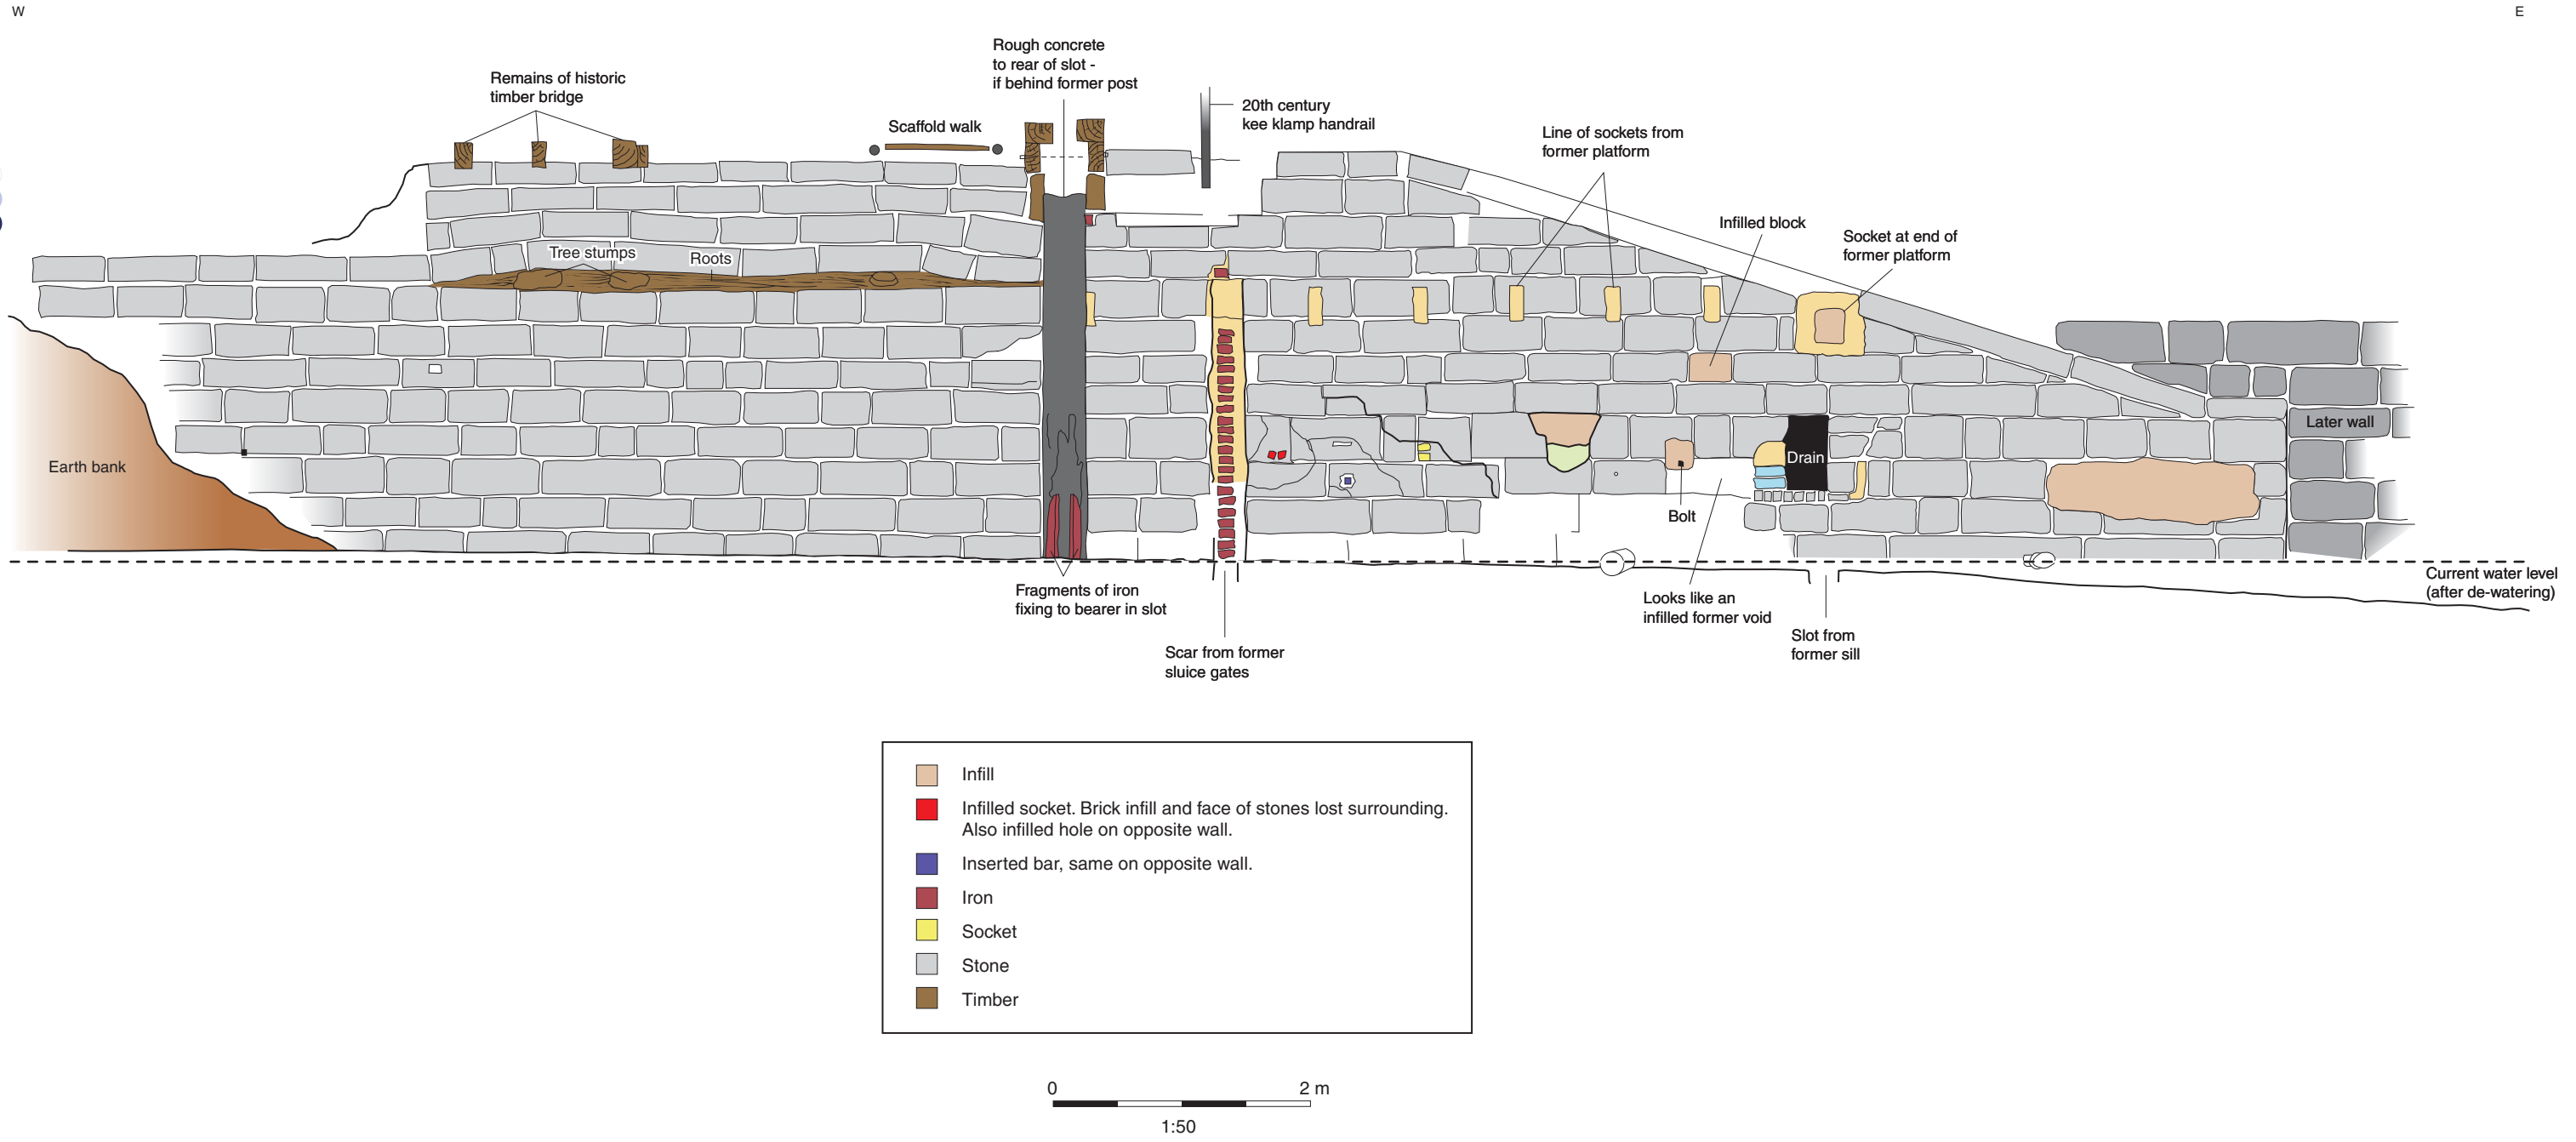 W
E
Rough concrete
to rear of slot -
if behind former post
Remains of historic
timber bridge
Scaffold walk
20th century
kee klamp handrail
Line of sockets from
former platform
Infilled block
Socket at end of
former platform
Tree stumps
Roots
Later wall
Earth bank
Drain
Bolt
Current water level
(after de-watering)
Fragments of iron
fixing to bearer in slot
Looks like an
infilled former void
Slot from
former sill
Scar from former
sluice gates
Infill
Infilled socket. Brick infill and face of stones lost surrounding.
Also infilled hole on opposite wall.
Inserted bar, same on opposite wall.
Iron
Socket
Stone
Timber
0
2 m
1:50